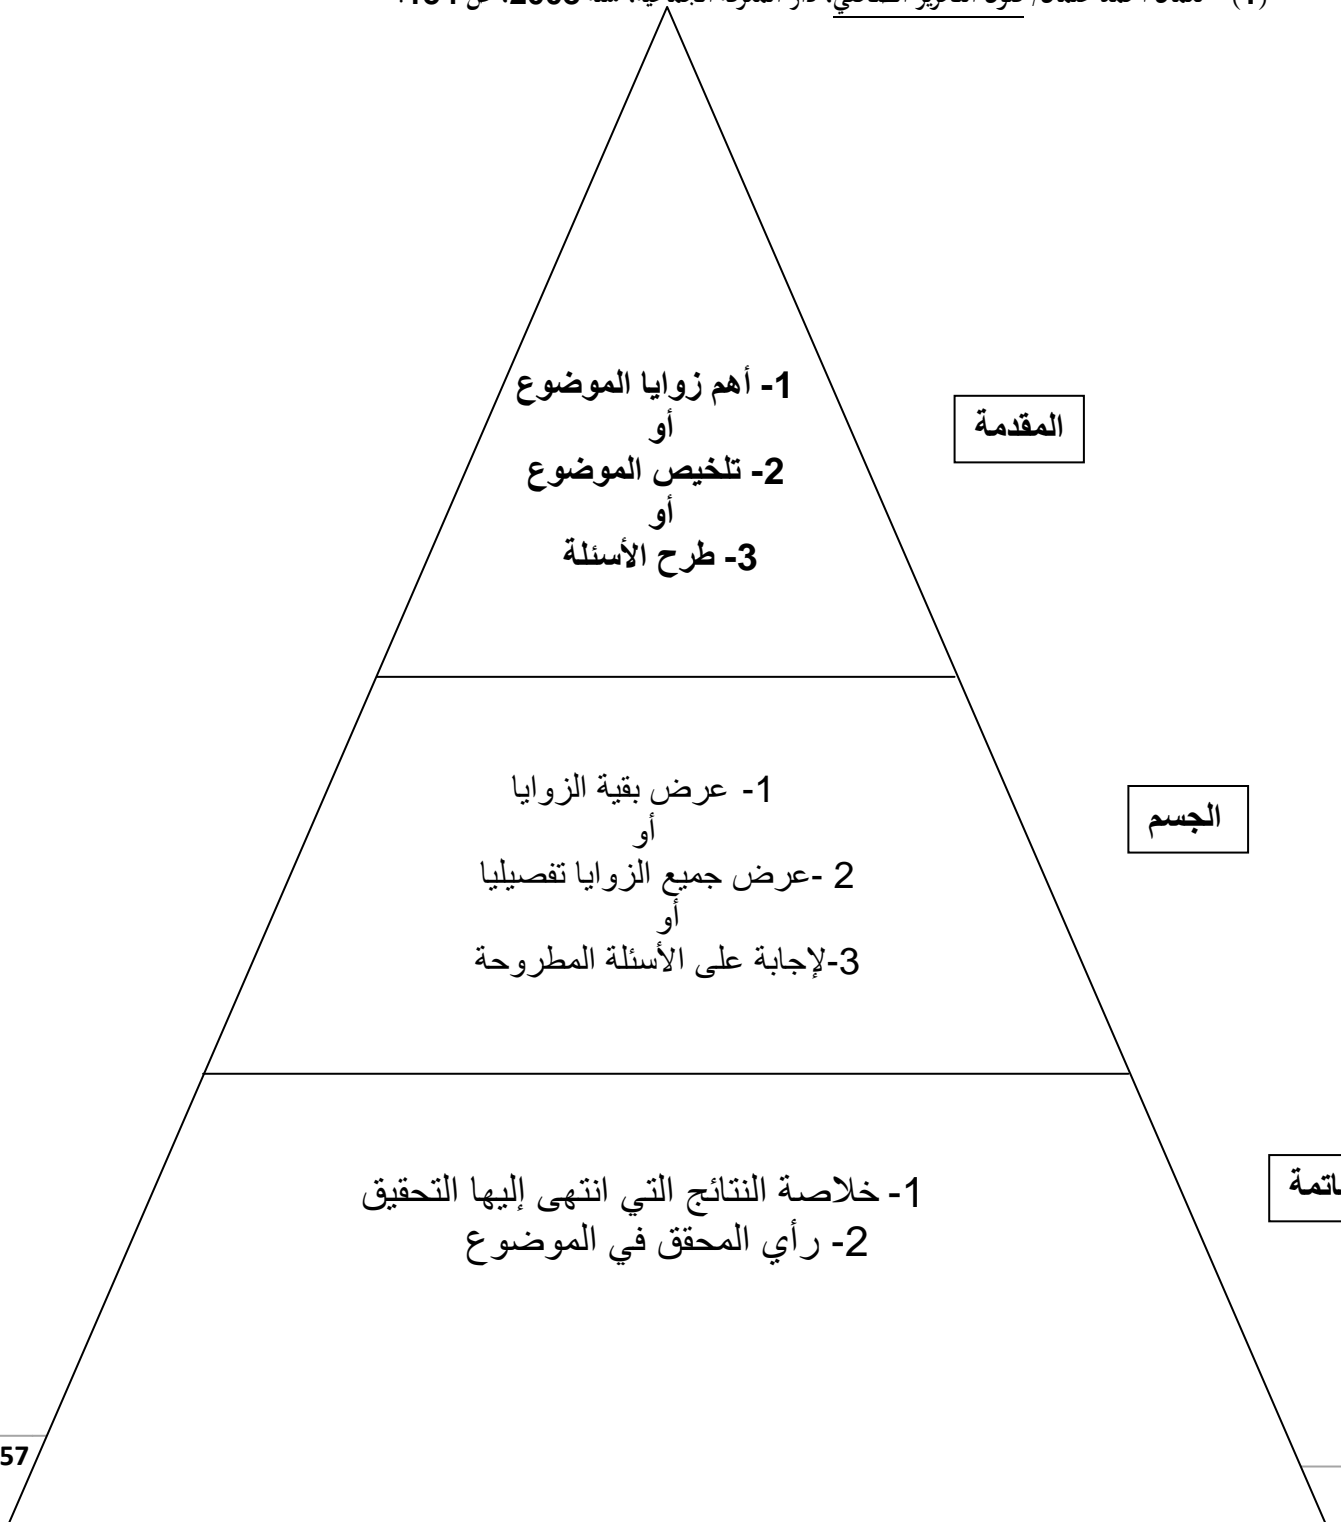 (1)
1- أهم زوايا الموضوع
أو
2- تلخيص الموضوع
أو
3- طرح الأسئلة
المقدمة
1- عرض بقية الزوايا
أو
2 -عرض جميع الزوايا تفصيليا
أو
3-لإجابة على الأسئلة المطروحة
الجسم
1- خلاصة النتائج التي انتهى إليها التحقيق
2- رأي المحقق في الموضوع
اتمة
57